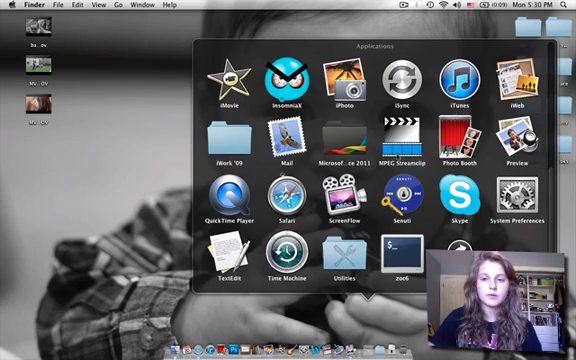 Finder File Edit View Go Window Help (0:09) Mon 5:30 PM
Applications
iMovie InsomniaX iPhoto iSync iTunes iWeb
iWork '09 Mail Microsof...ce 2011 MPEG Streamclip Photo Booth Preview
QuickTime Player Safari ScreenFlow Senuti Skype System Preferences
TextEdit Time Machine Utilities zoc6